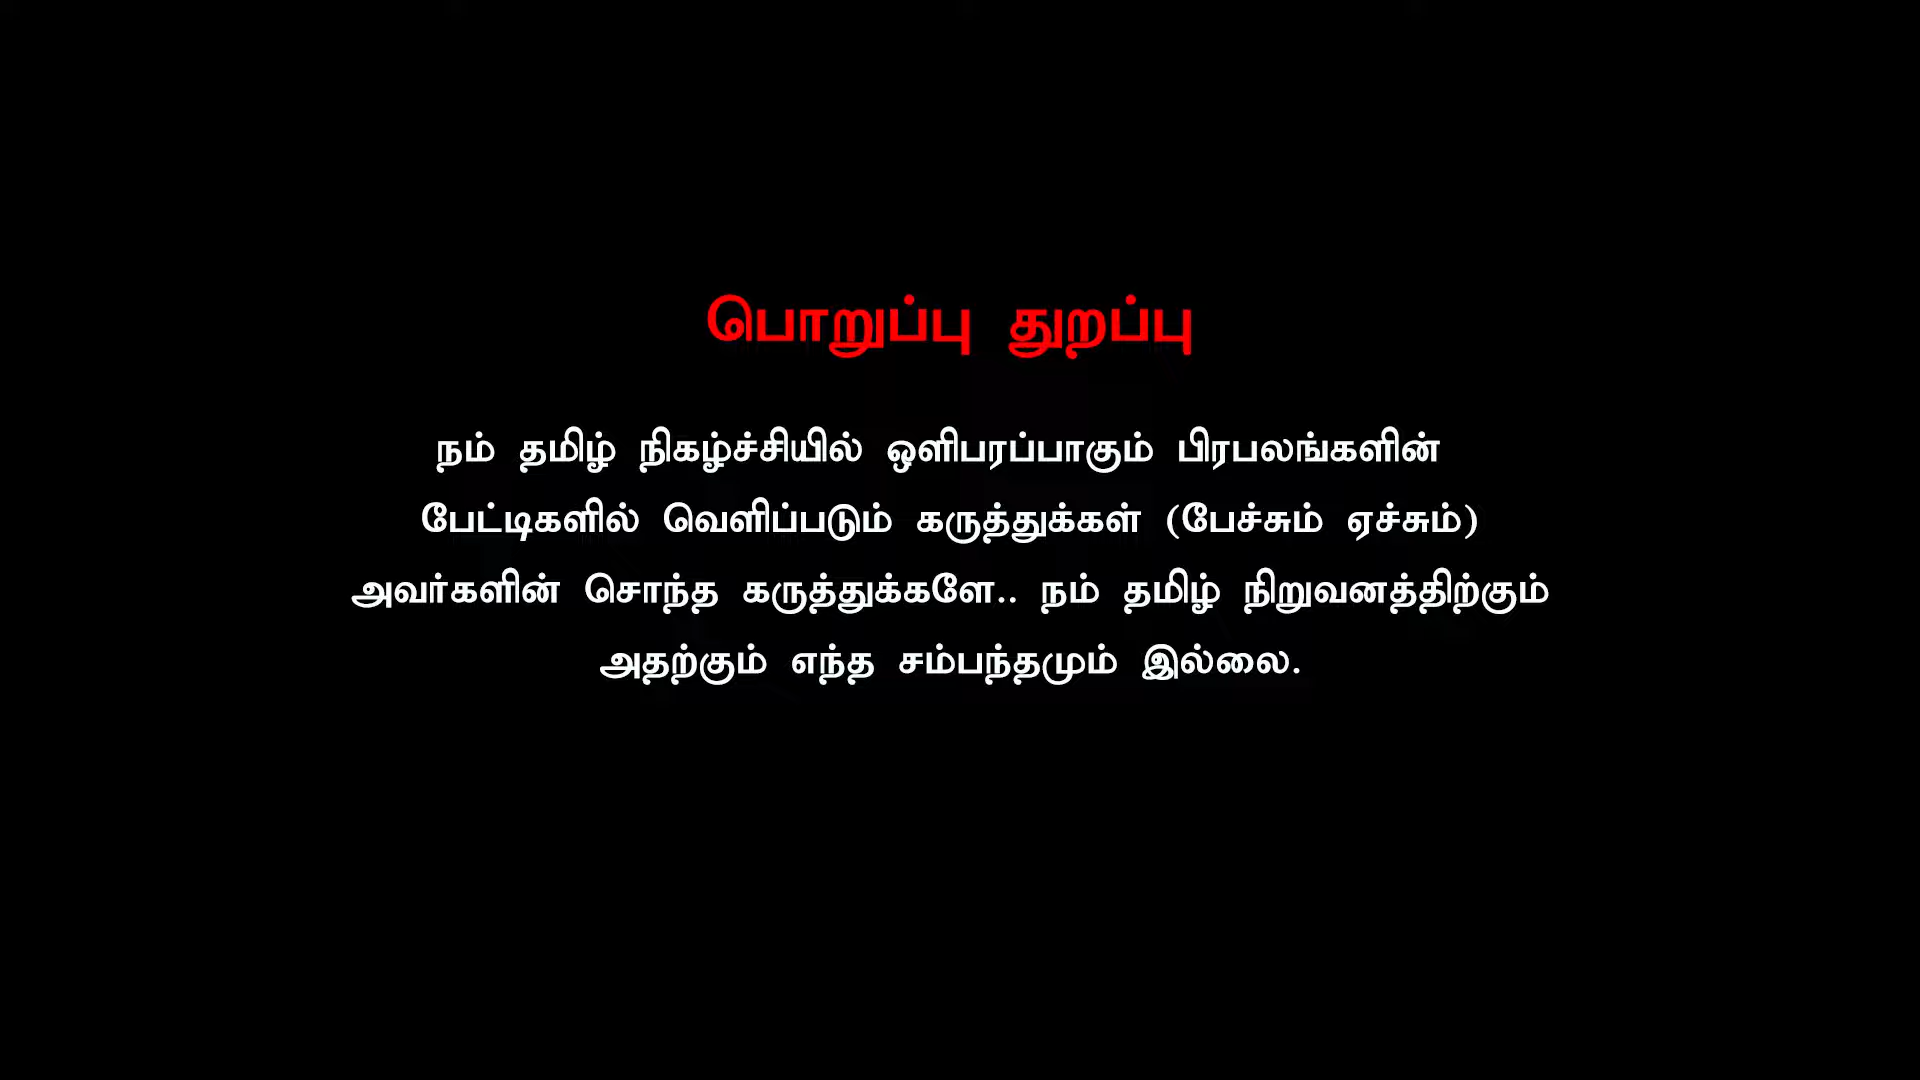 பொறுப்பு துறப்பு
நம் தமிழ் நிகழ்ச்சியில் ஒளிபரப்பாகும் பிரபலங்களின்
பேட்டிகளில் வெளிப்படும் கருத்துக்கள் (பேச்சும் ஏச்சும்)
அவர்களின் சொந்த கருத்துக்களே.. நம் தமிழ் நிறுவனத்திற்கும்
அதற்கும் எந்த சம்பந்தமும் இல்லை.